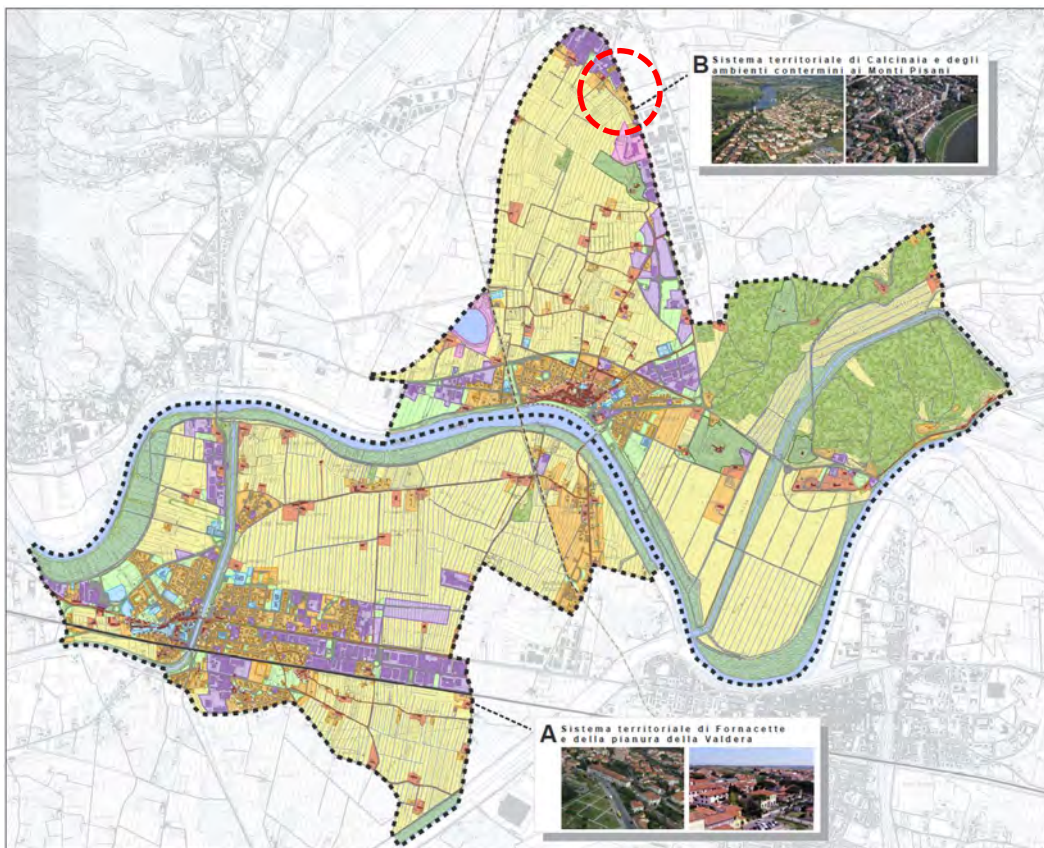 B Sistema territoriale di Calcinaia e degli
ambienti contermini ai Monti Pisani
A Sistema territoriale di Fornacette
e della pianura della Valdera